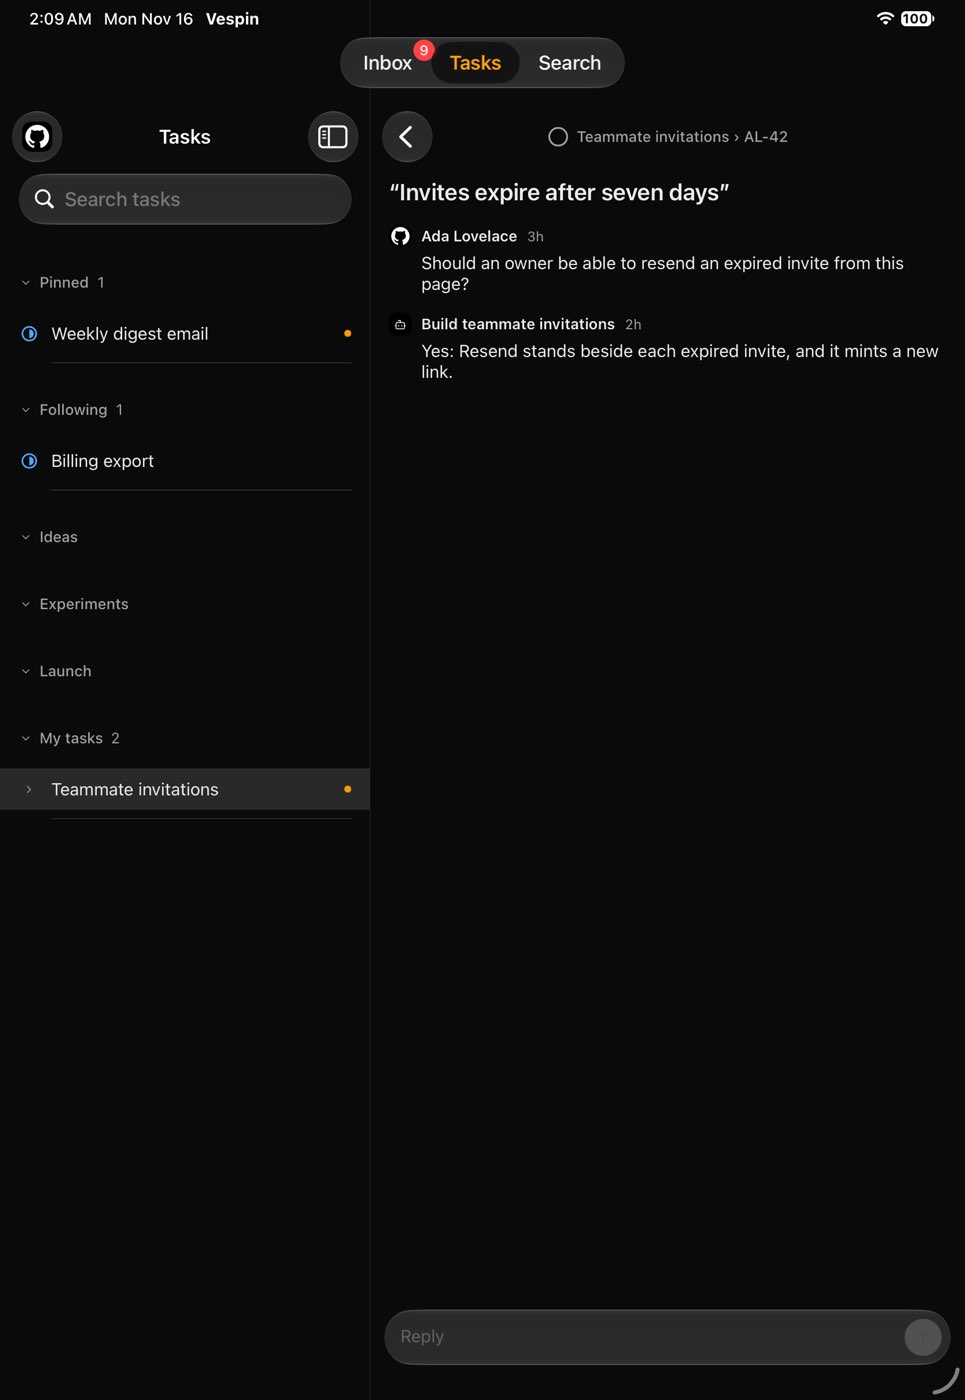 2:09 AM Mon Nov 16 Vespin
100
Inbox 9 Tasks Search
Tasks
Search tasks
Pinned 1
Weekly digest email
Following 1
Billing export
Ideas
Experiments
Launch
My tasks 2
Teammate invitations
Teammate invitations › AL-42
“Invites expire after seven days”
Ada Lovelace 3h
Should an owner be able to resend an expired invite from this
page?
Build teammate invitations 2h
Yes: Resend stands beside each expired invite, and it mints a new
link.
Reply